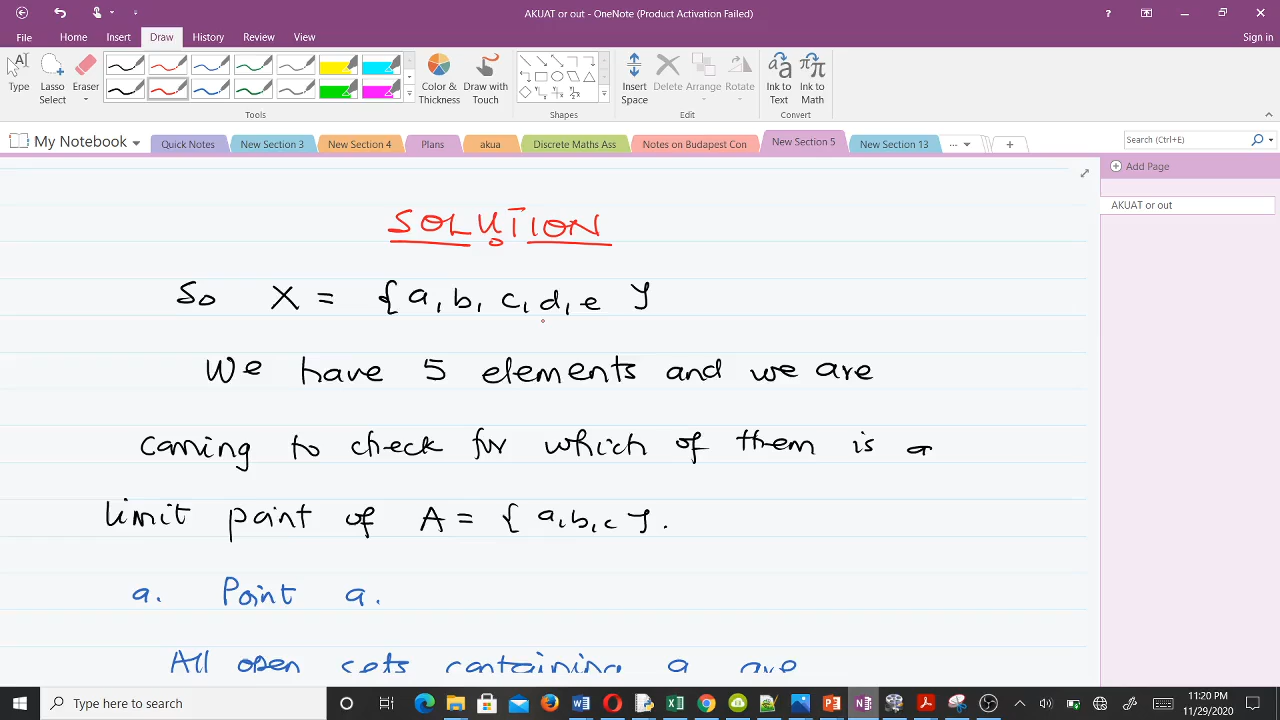 AKUAT or out - OneNote (Product Activation Failed)
File Home Insert Draw History Review View Sign in
Type Lasso Select Eraser Color & Thickness Draw with Touch Insert Space Delete Arrange Rotate Ink to Text Ink to Math
Tools Shapes Edit Convert
My Notebook Quick Notes New Section 3 New Section 4 Plans akua Discrete Maths Ass Notes on Budapest Con New Section 5 New Section 13 ... Search (Ctrl+E)
Add Page
AKUAT or out
SOLUTION
So X = { a, b, c, d, e }
We have 5 elements and we are
coming to check for which of them is a
limit point of A = { a, b, c }.
a. Point a.
All open sets containing a are
Type here to search
11:20 PM
11/29/2020